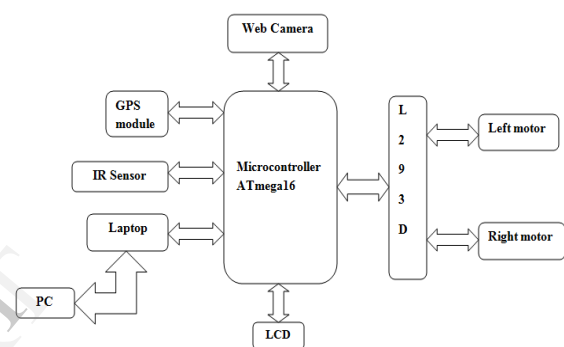 Web Camera
GPS
module
IR Sensor
Laptop
PC
Microcontroller
ATmega16
LCD
L
2
9
3
D
Left motor
Right motor